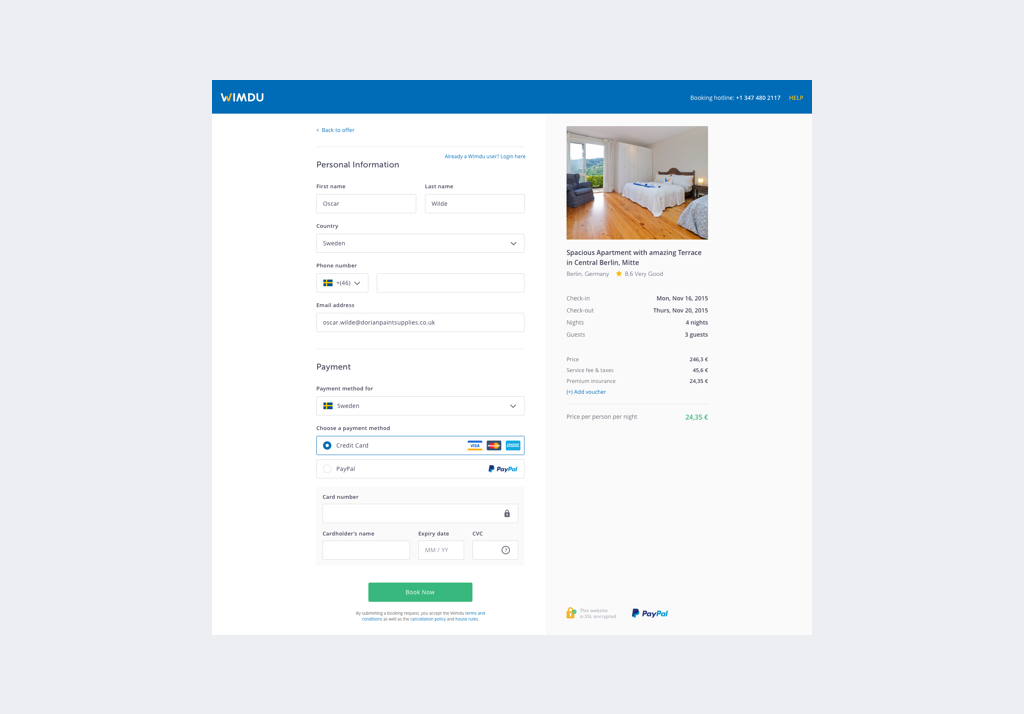 WIMDU
Booking hotline: +1 347 480 2117 HELP
‹ Back to offer
Already a Wimdu user? Login here
Personal Information
First name Last name
Oscar Wilde
Country
Sweden
Phone number
+(46)
Email address
oscar.wilde@dorianpaintsupplies.co.uk
Payment
Payment method for
Sweden
Choose a payment method
Credit Card VISA MasterCard
PayPal PayPal
Card number
Cardholder's name Expiry date CVC
MM / YY ?
Book Now
By submitting a booking request, you accept the Wimdu terms and
conditions as well as the cancellation policy and house rules.
Spacious Apartment with amazing Terrace
in Central Berlin, Mitte
Berlin, Germany 8,6 Very Good
Check-in Mon, Nov 16, 2015
Check-out Thurs, Nov 20, 2015
Nights 4 nights
Guests 3 guests
Price 246,3 €
Service fee & taxes 45,6 €
Premium insurance 24,35 €
(+) Add voucher
Price per person per night 24,35 €
This website
is SSL encrypted
PayPal